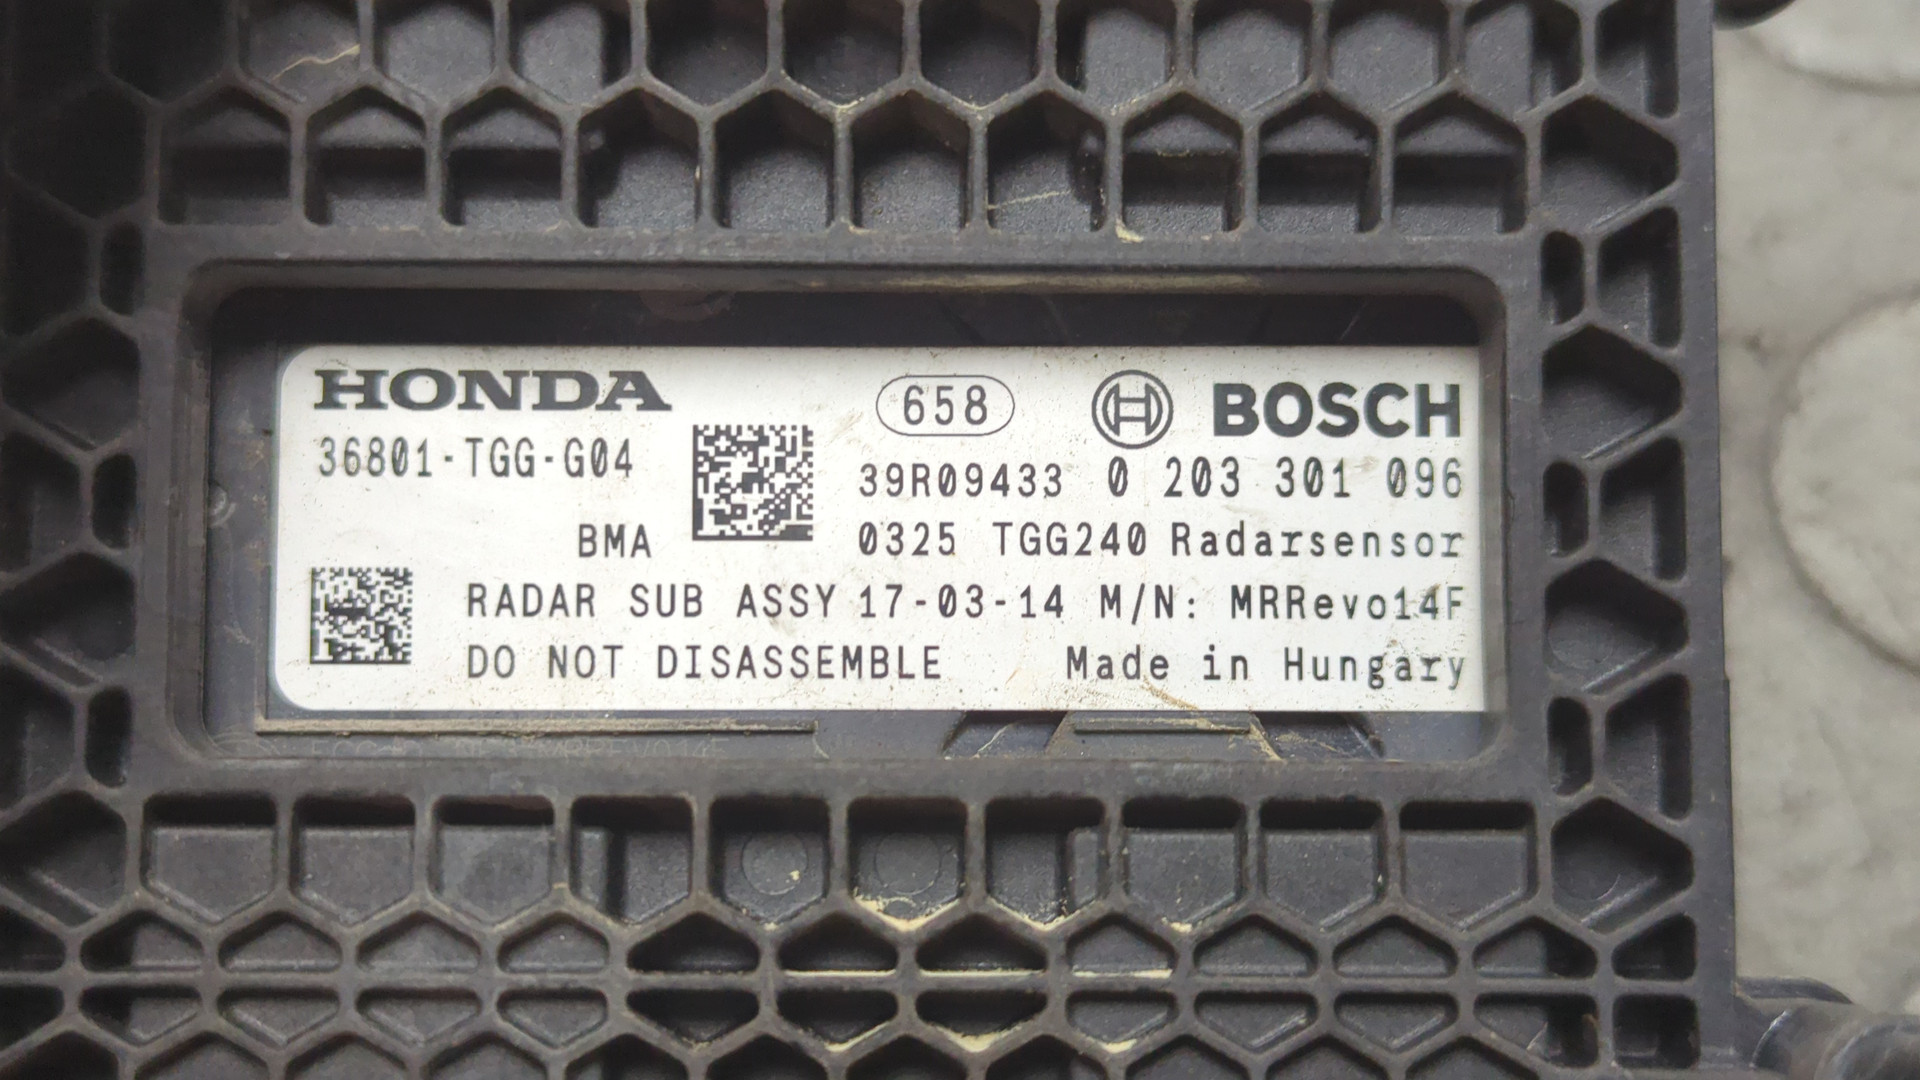 HONDA
658
BOSCH
36801-TGG-G04
39R09433 0 203 301 096
BMA
0325 TGG240 Radarsensor
RADAR SUB ASSY 17-03-14 M/N: MRRevo14F
DO NOT DISASSEMBLE Made in Hungary